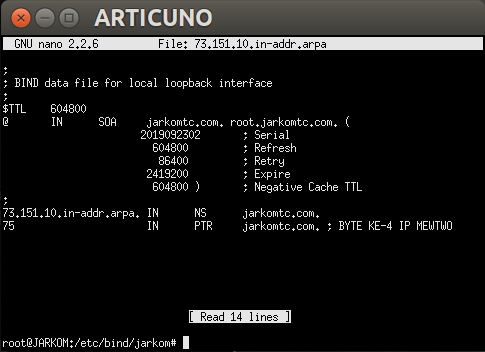 ARTICUNO
GNU nano 2.2.6 File: 73.151.10.in-addr.arpa
;
; BIND data file for local loopback interface
;
$TTL 604800
@ IN SOA jarkomtc.com. root.jarkomtc.com. (
2019092302 ; Serial
604800 ; Refresh
86400 ; Retry
2419200 ; Expire
604800 ) ; Negative Cache TTL
;
73.151.10.in-addr.arpa. IN NS jarkomtc.com.
75 IN PTR jarkomtc.com. ; BYTE KE-4 IP MEWTWO
[ Read 14 lines ]
root@JARKOM:/etc/bind/jarkom#